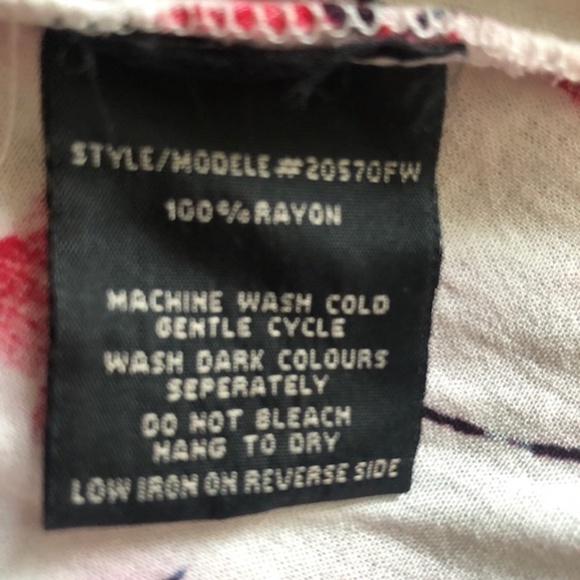 STYLE/MODELE#20570FW
100%RAYON
MACHINE WASH COLD
GENTLE CYCLE
WASH DARK COLOURS
SEPERATELY
DO NOT BLEACH
HANG TO DRY
LOW IRON ON REVERSE SIDE